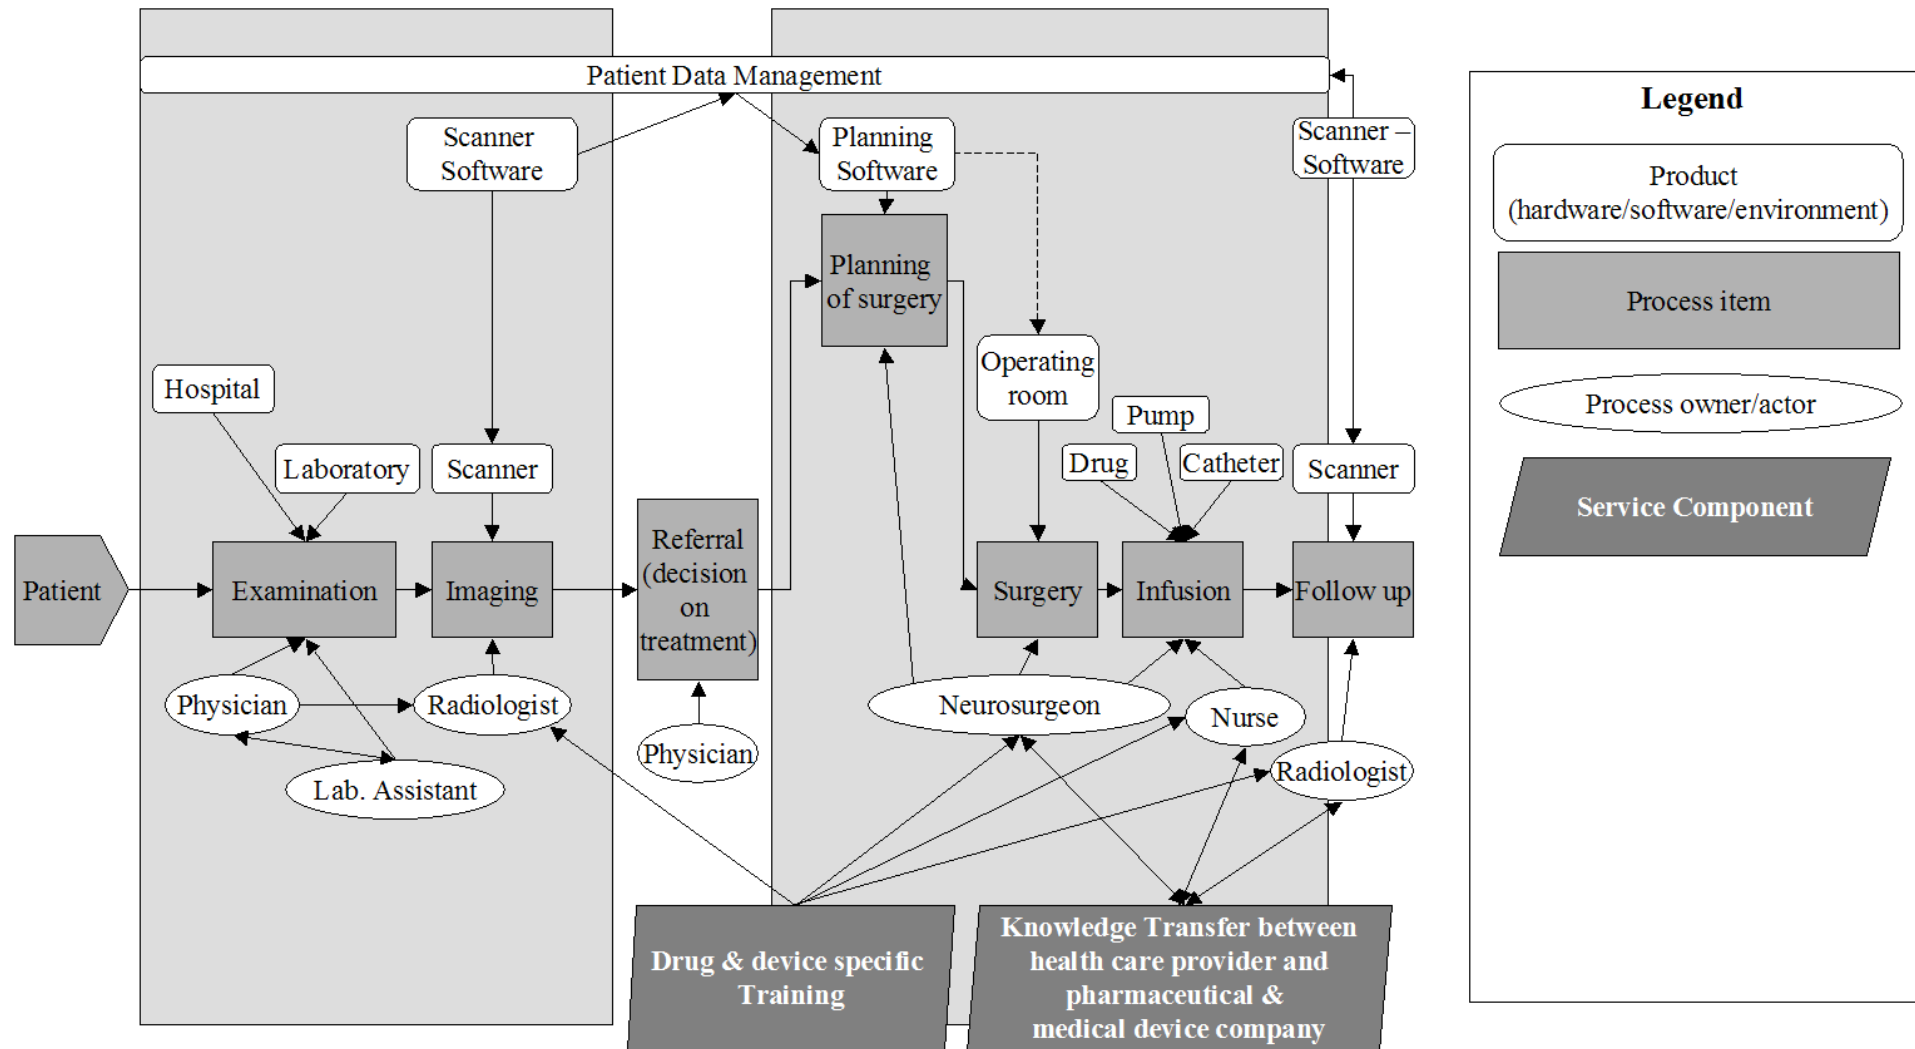 Patient Data Management
Scanner
Software
Planning
Software
Scanner –
Software
Planning
of surgery
Hospital
Laboratory
Scanner
Operating
room
Pump
Drug
Catheter
Scanner
Patient
Examination
Imaging
Referral
(decision
on
treatment)
Surgery
Infusion
Follow up
Physician
Radiologist
Lab. Assistant
Physician
Neurosurgeon
Nurse
Radiologist
Drug & device specific
Training
Knowledge Transfer between
health care provider and
pharmaceutical &
medical device company
Legend
Product
(hardware/software/environment)
Process item
Process owner/actor
Service Component